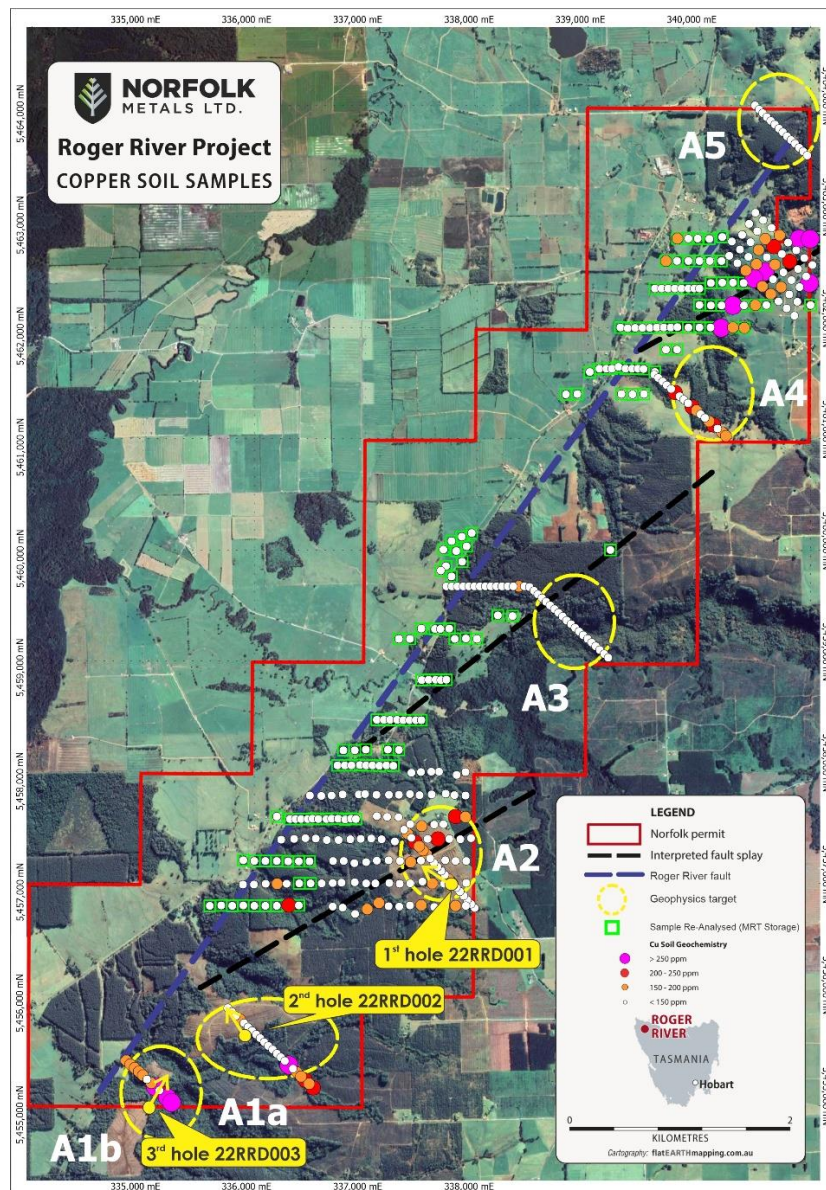 335,000 mE 336,000 mE 337,000 mE 338,000 mE 339,000 mE 340,000 mE
NORFOLK
METALS LTD.
Roger River Project
COPPER SOIL SAMPLES
5,464,000 mN
A5
5,463,000 mN
5,462,000 mN
A4
5,461,000 mN
5,460,000 mN
A3
5,459,000 mN
5,458,000 mN
A2
5,457,000 mN
1st hole 22RRD001
2nd hole 22RRD002
5,456,000 mN
A1a
5,455,000 mN
A1b
3rd hole 22RRD003
335,000 mE 336,000 mE 337,000 mE 338,000 mE
LEGEND
Norfolk permit
Interpreted fault splay
Roger River fault
Geophysics target
Sample Re-Analysed (MRT Storage)
Cu Soil Geochemistry
> 250 ppm
200 - 250 ppm
150 - 200 ppm
< 150 ppm
ROGER
RIVER
TASMANIA
Hobart
0 2
KILOMETRES
Cartography: flatEARTHmapping.com.au